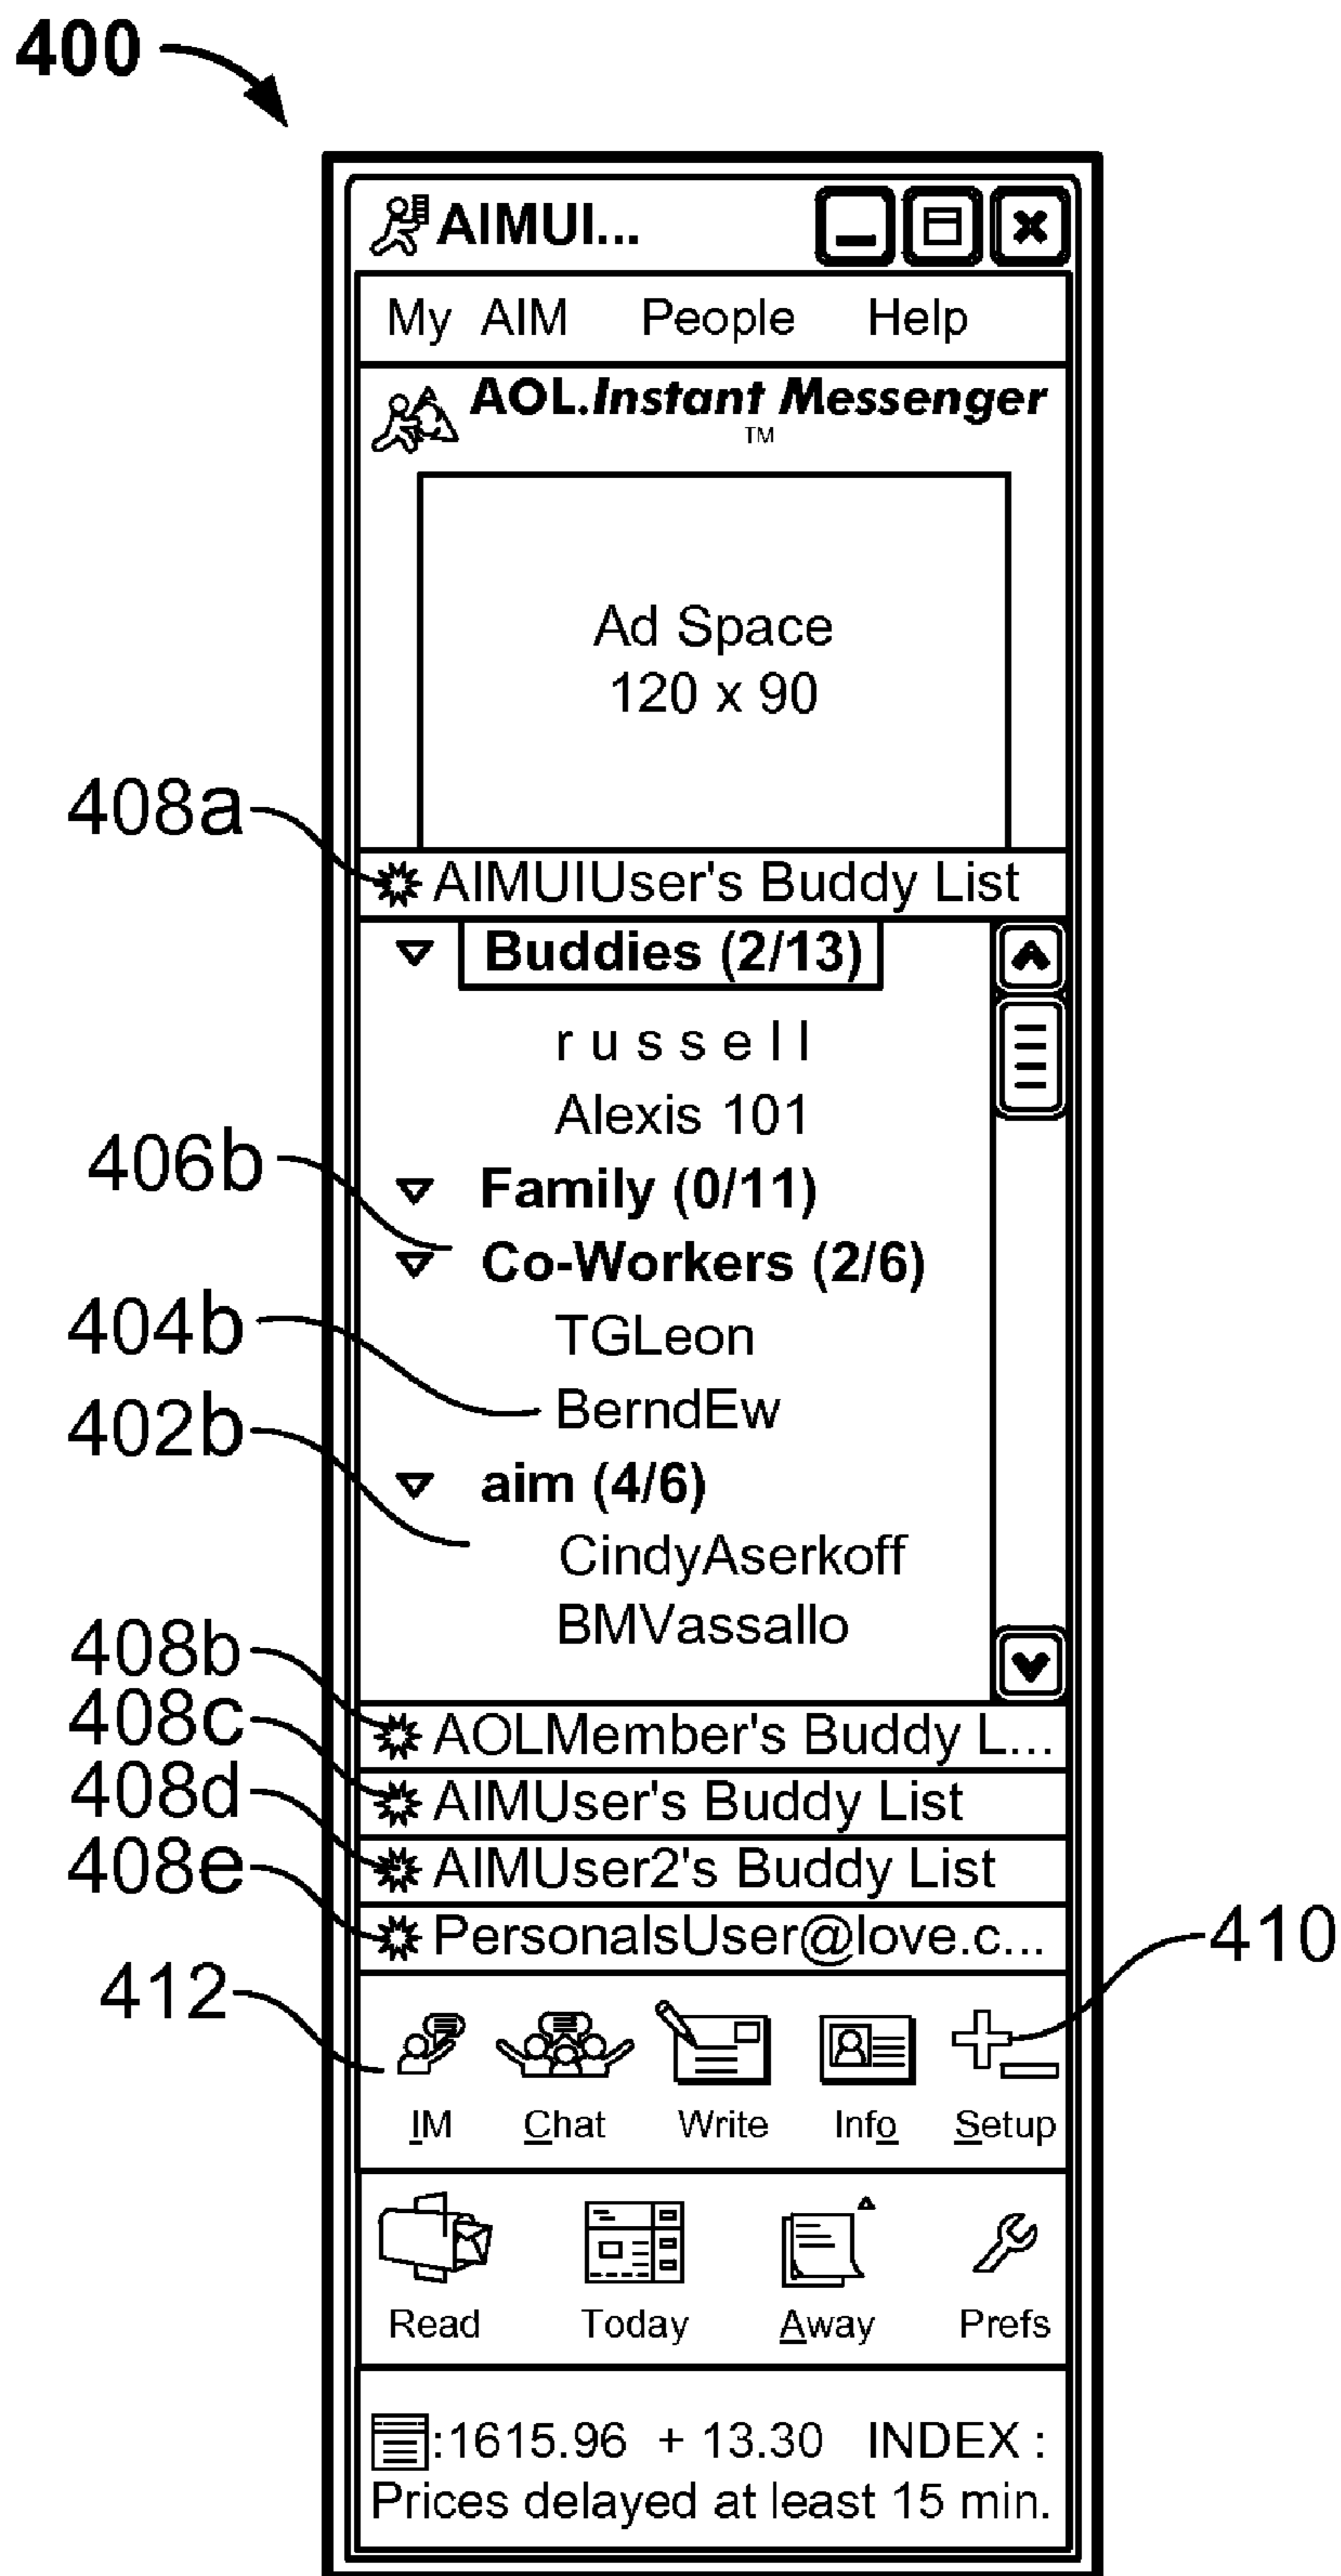 400
AIMUI...
My AIM People Help
AOL.Instant Messenger
TM
Ad Space
120 x 90
408a
AIMUIUser's Buddy List
Buddies (2/13)
r u s s e l l
Alexis 101
406b
Family (0/11)
Co-Workers (2/6)
404b
TGLeon
BerndEw
402b
aim (4/6)
CindyAserkoff
BMVassallo
408b
AOLMember's Buddy L...
408c
AIMUser's Buddy List
408d
AIMUser2's Buddy List
408e
PersonalsUser@love.c...
410
412
IM Chat Write Info Setup
Read Today Away Prefs
:1615.96 + 13.30 INDEX :
Prices delayed at least 15 min.